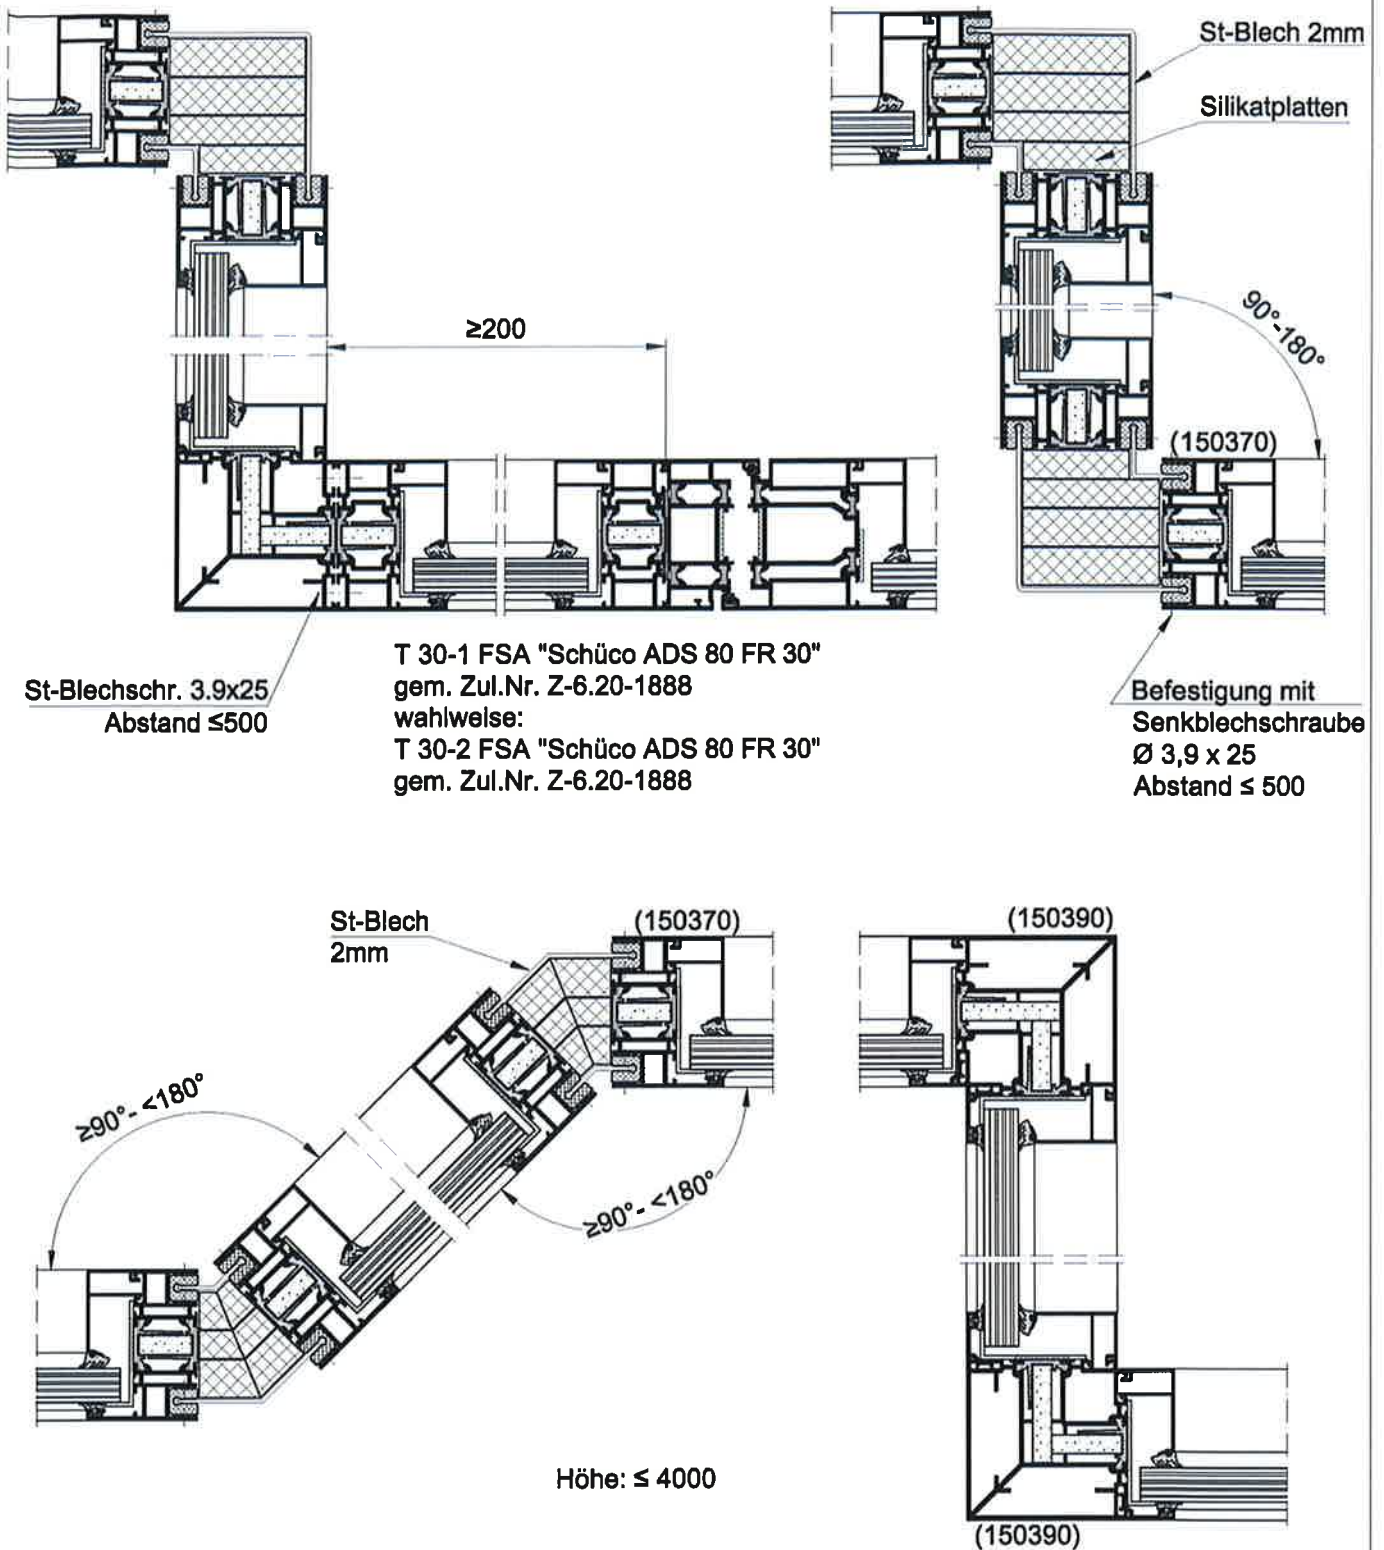 St-Blech 2mm
Silikatplatten
≥200
90°-180°
(150370)
T 30-1 FSA "Schüco ADS 80 FR 30"
gem. Zul.Nr. Z-6.20-1888
wahlweise:
T 30-2 FSA "Schüco ADS 80 FR 30"
gem. Zul.Nr. Z-6.20-1888
St-Blechschr. 3.9x25
Abstand ≤500
Befestigung mit
Senkblechschraube
Ø 3,9 x 25
Abstand ≤ 500
St-Blech
2mm
(150370)
(150390)
≥90°- <180°
≥90°- <180°
Höhe: ≤ 4000
(150390)